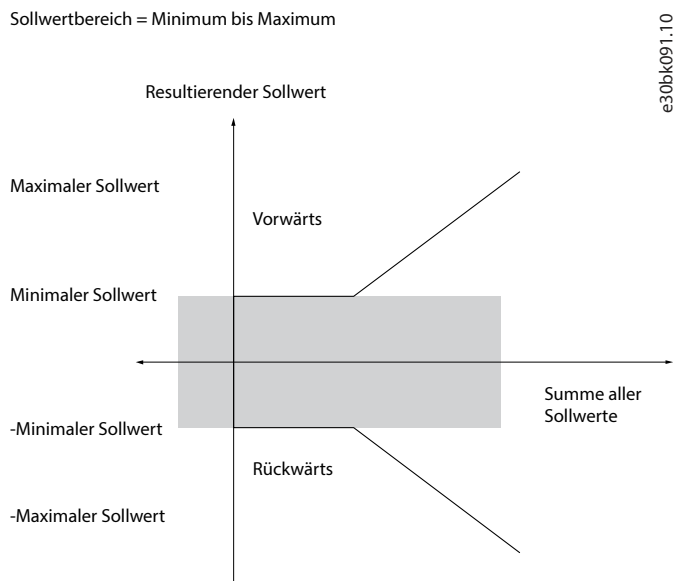 Sollwertbereich = Minimum bis Maximum
e30bk091.10
Resultierender Sollwert
Maximaler Sollwert
Vorwärts
Minimaler Sollwert
Summe aller
Sollwerte
-Minimaler Sollwert
Rückwärts
-Maximaler Sollwert